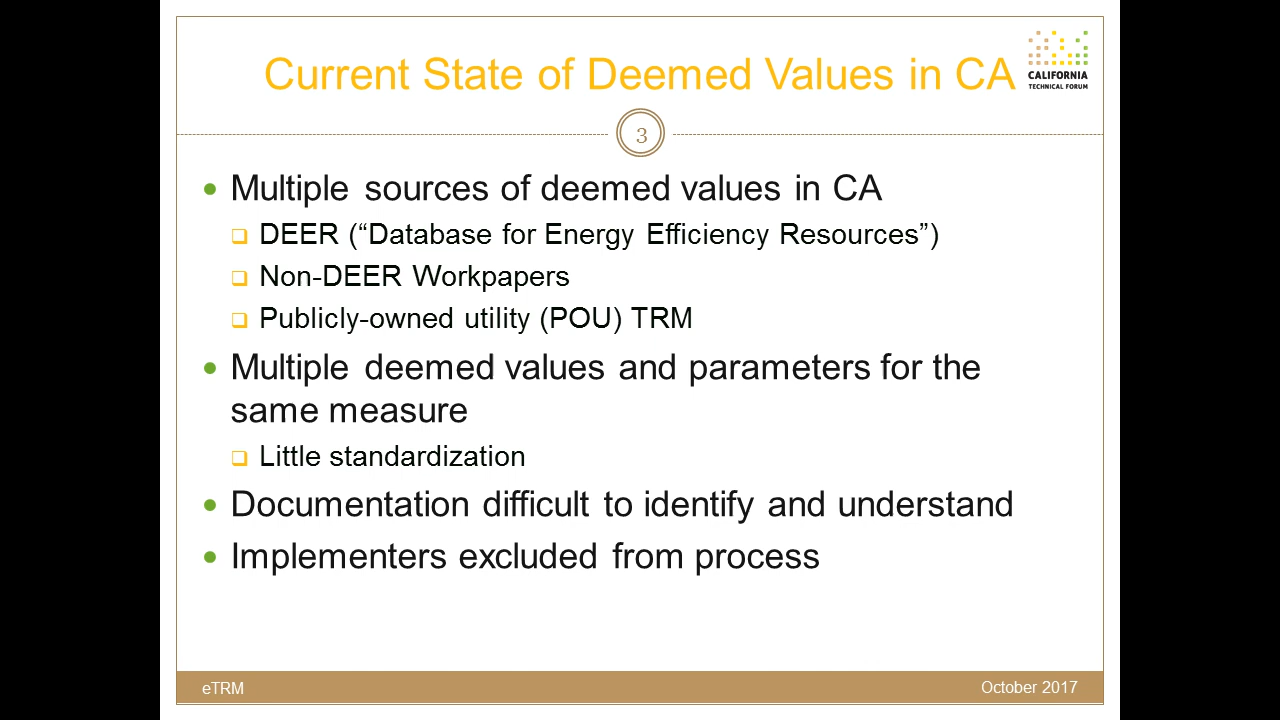 Current State of Deemed Values in CA
CALIFORNIA
TECHNICAL FORUM
3
Multiple sources of deemed values in CA
DEER (“Database for Energy Efficiency Resources”)
Non-DEER Workpapers
Publicly-owned utility (POU) TRM
Multiple deemed values and parameters for the
same measure
Little standardization
Documentation difficult to identify and understand
Implementers excluded from process
eTRM
October 2017